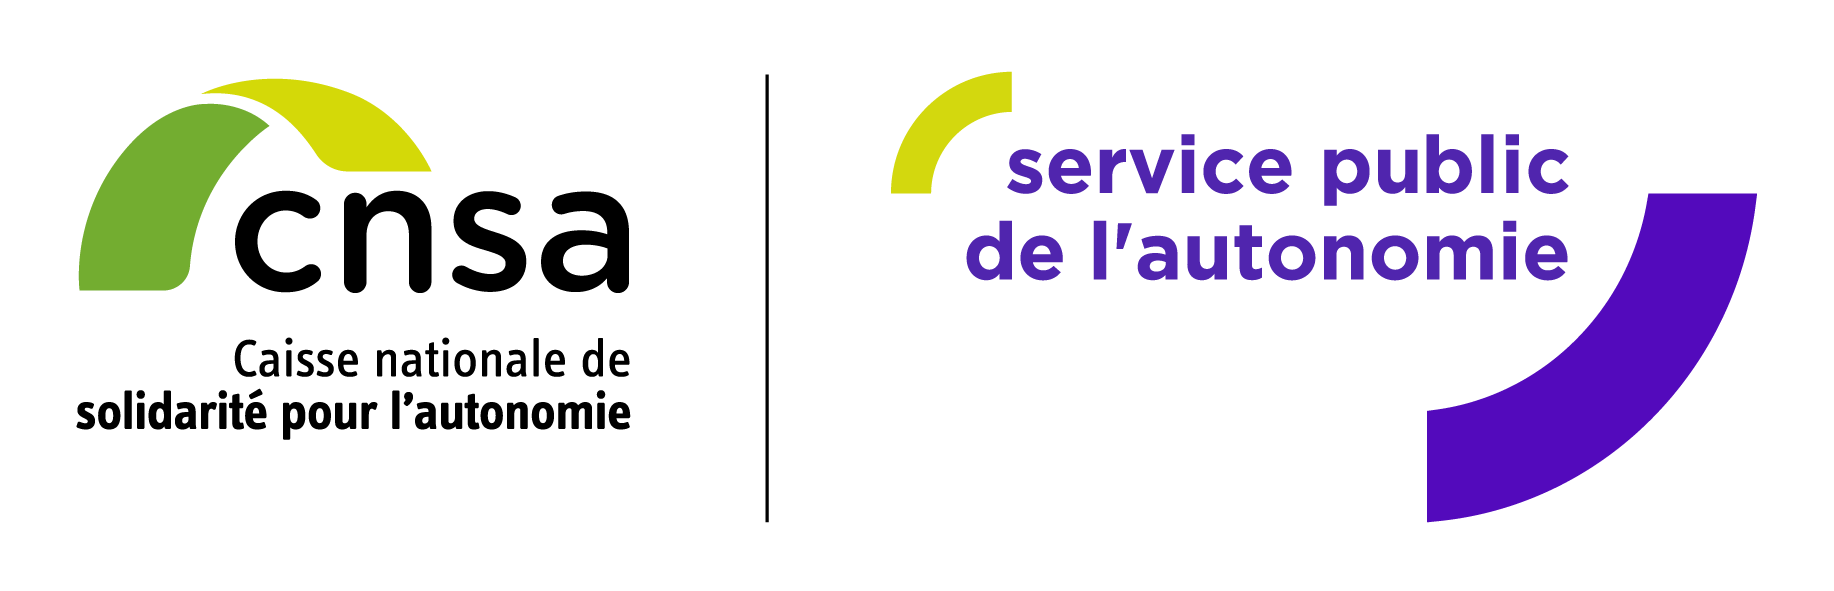 cnsa
Caisse nationale de
solidarité pour l’autonomie
service public
de l'autonomie